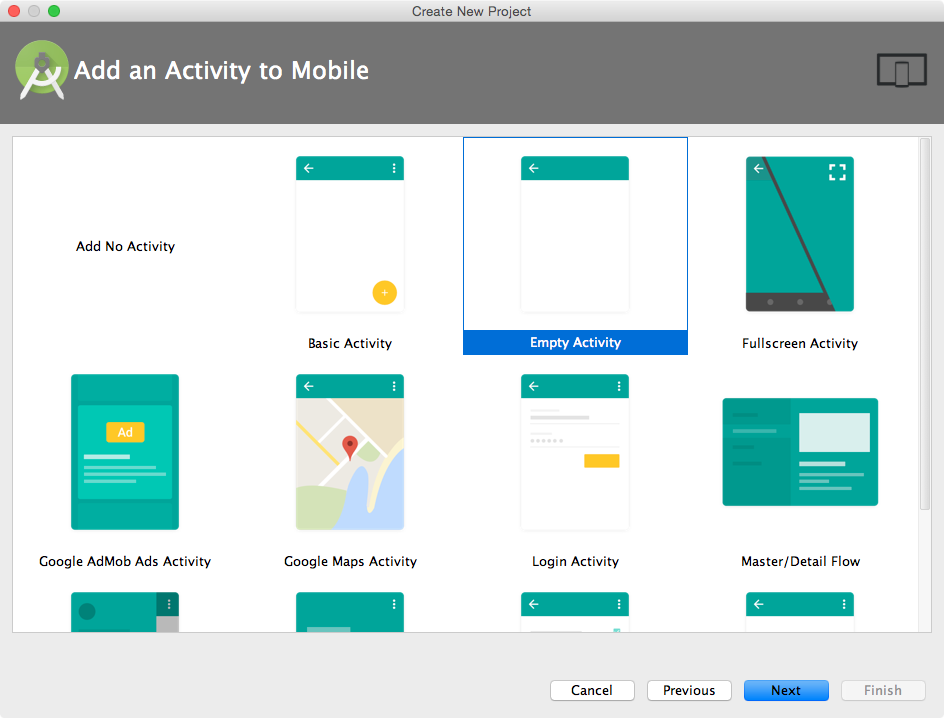 Create New Project
Add an Activity to Mobile
Add No Activity
Basic Activity
Empty Activity
Fullscreen Activity
Ad
Google AdMob Ads Activity
Google Maps Activity
Login Activity
Master/Detail Flow
Cancel
Previous
Next
Finish